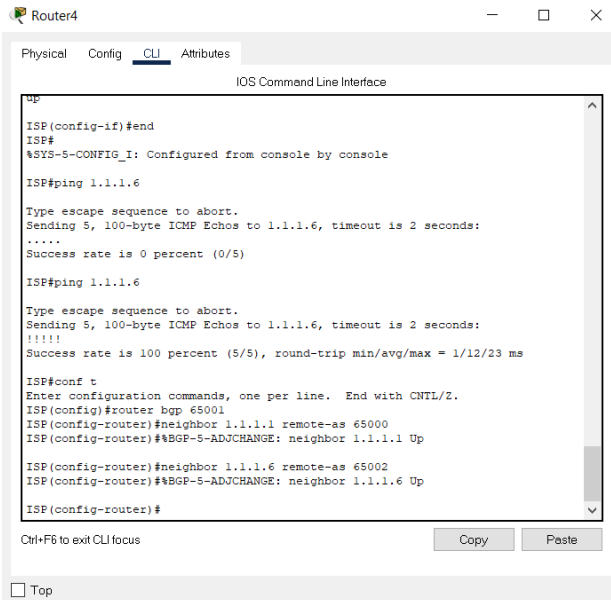 Router4
Physical Config CLI Attributes
IOS Command Line Interface
up
ISP(config-if)#end
ISP#
%SYS-5-CONFIG_I: Configured from console by console
ISP#ping 1.1.1.6
Type escape sequence to abort.
Sending 5, 100-byte ICMP Echos to 1.1.1.6, timeout is 2 seconds:
.....
Success rate is 0 percent (0/5)
ISP#ping 1.1.1.6
Type escape sequence to abort.
Sending 5, 100-byte ICMP Echos to 1.1.1.6, timeout is 2 seconds:
!!!!!
Success rate is 100 percent (5/5), round-trip min/avg/max = 1/12/23 ms
ISP#conf t
Enter configuration commands, one per line.  End with CNTL/Z.
ISP(config)#router bgp 65001
ISP(config-router)#neighbor 1.1.1.1 remote-as 65000
ISP(config-router)#%BGP-5-ADJCHANGE: neighbor 1.1.1.1 Up
ISP(config-router)#neighbor 1.1.1.6 remote-as 65002
ISP(config-router)#%BGP-5-ADJCHANGE: neighbor 1.1.1.6 Up
ISP(config-router)#
Ctrl+F6 to exit CLI focus Copy Paste
Top